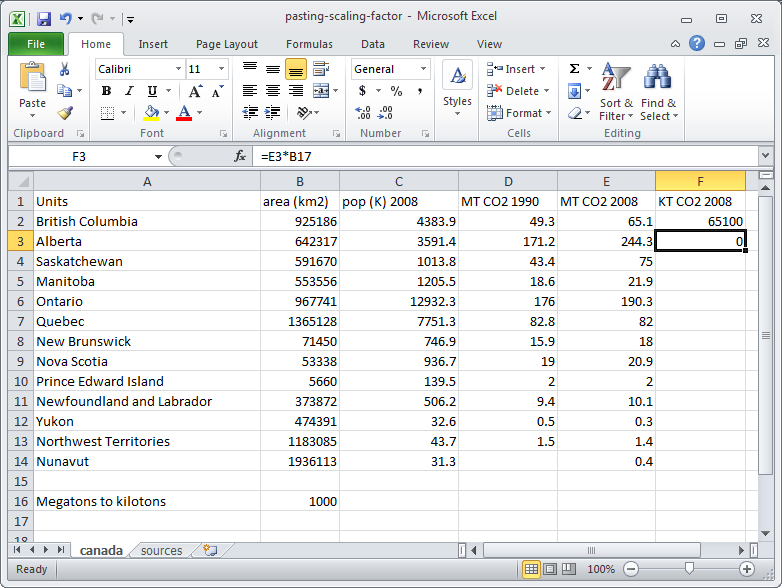 pasting-scaling-factor - Microsoft Excel
File Home Insert Page Layout Formulas Data Review View
Calibri 11 General Insert Σ
Paste B I U A A $ % , Styles Delete Sort & Filter Find & Select
A Format
Clipboard Font Alignment Number Cells Editing
F3 fx =E3*B17
A B C D E F
1 Units area (km2) pop (K) 2008 MT CO2 1990 MT CO2 2008 KT CO2 2008
2 British Columbia 925186 4383.9 49.3 65.1 65100
3 Alberta 642317 3591.4 171.2 244.3 0
4 Saskatchewan 591670 1013.8 43.4 75
5 Manitoba 553556 1205.5 18.6 21.9
6 Ontario 967741 12932.3 176 190.3
7 Quebec 1365128 7751.3 82.8 82
8 New Brunswick 71450 746.9 15.9 18
9 Nova Scotia 53338 936.7 19 20.9
10 Prince Edward Island 5660 139.5 2 2
11 Newfoundland and Labrador 373872 506.2 9.4 10.1
12 Yukon 474391 32.6 0.5 0.3
13 Northwest Territories 1183085 43.7 1.5 1.4
14 Nunavut 1936113 31.3 0.4
15
16 Megatons to kilotons 1000
17
18
canada sources
Ready 100%